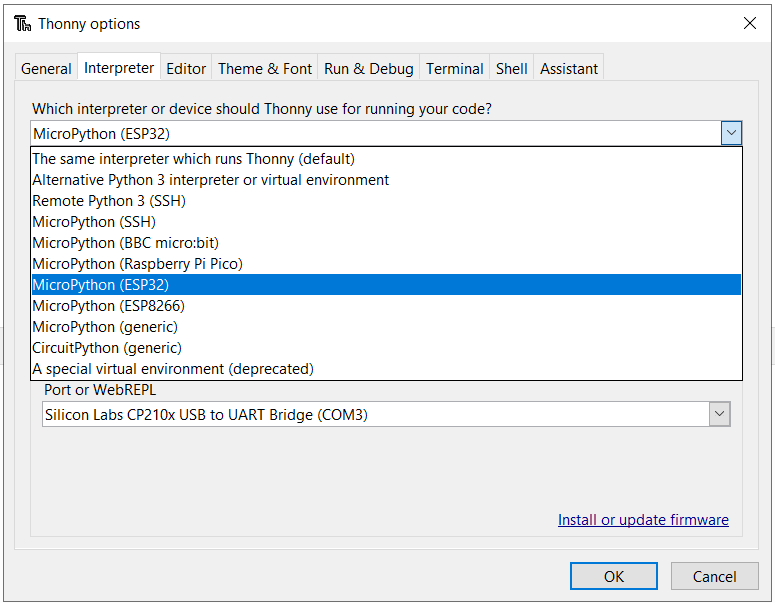 Thonny options
General Interpreter Editor Theme & Font Run & Debug Terminal Shell Assistant
Which interpreter or device should Thonny use for running your code?
MicroPython (ESP32)
The same interpreter which runs Thonny (default)
Alternative Python 3 interpreter or virtual environment
Remote Python 3 (SSH)
MicroPython (SSH)
MicroPython (BBC micro:bit)
MicroPython (Raspberry Pi Pico)
MicroPython (ESP32)
MicroPython (ESP8266)
MicroPython (generic)
CircuitPython (generic)
A special virtual environment (deprecated)
Port or WebREPL
Silicon Labs CP210x USB to UART Bridge (COM3)
Install or update firmware
OK Cancel